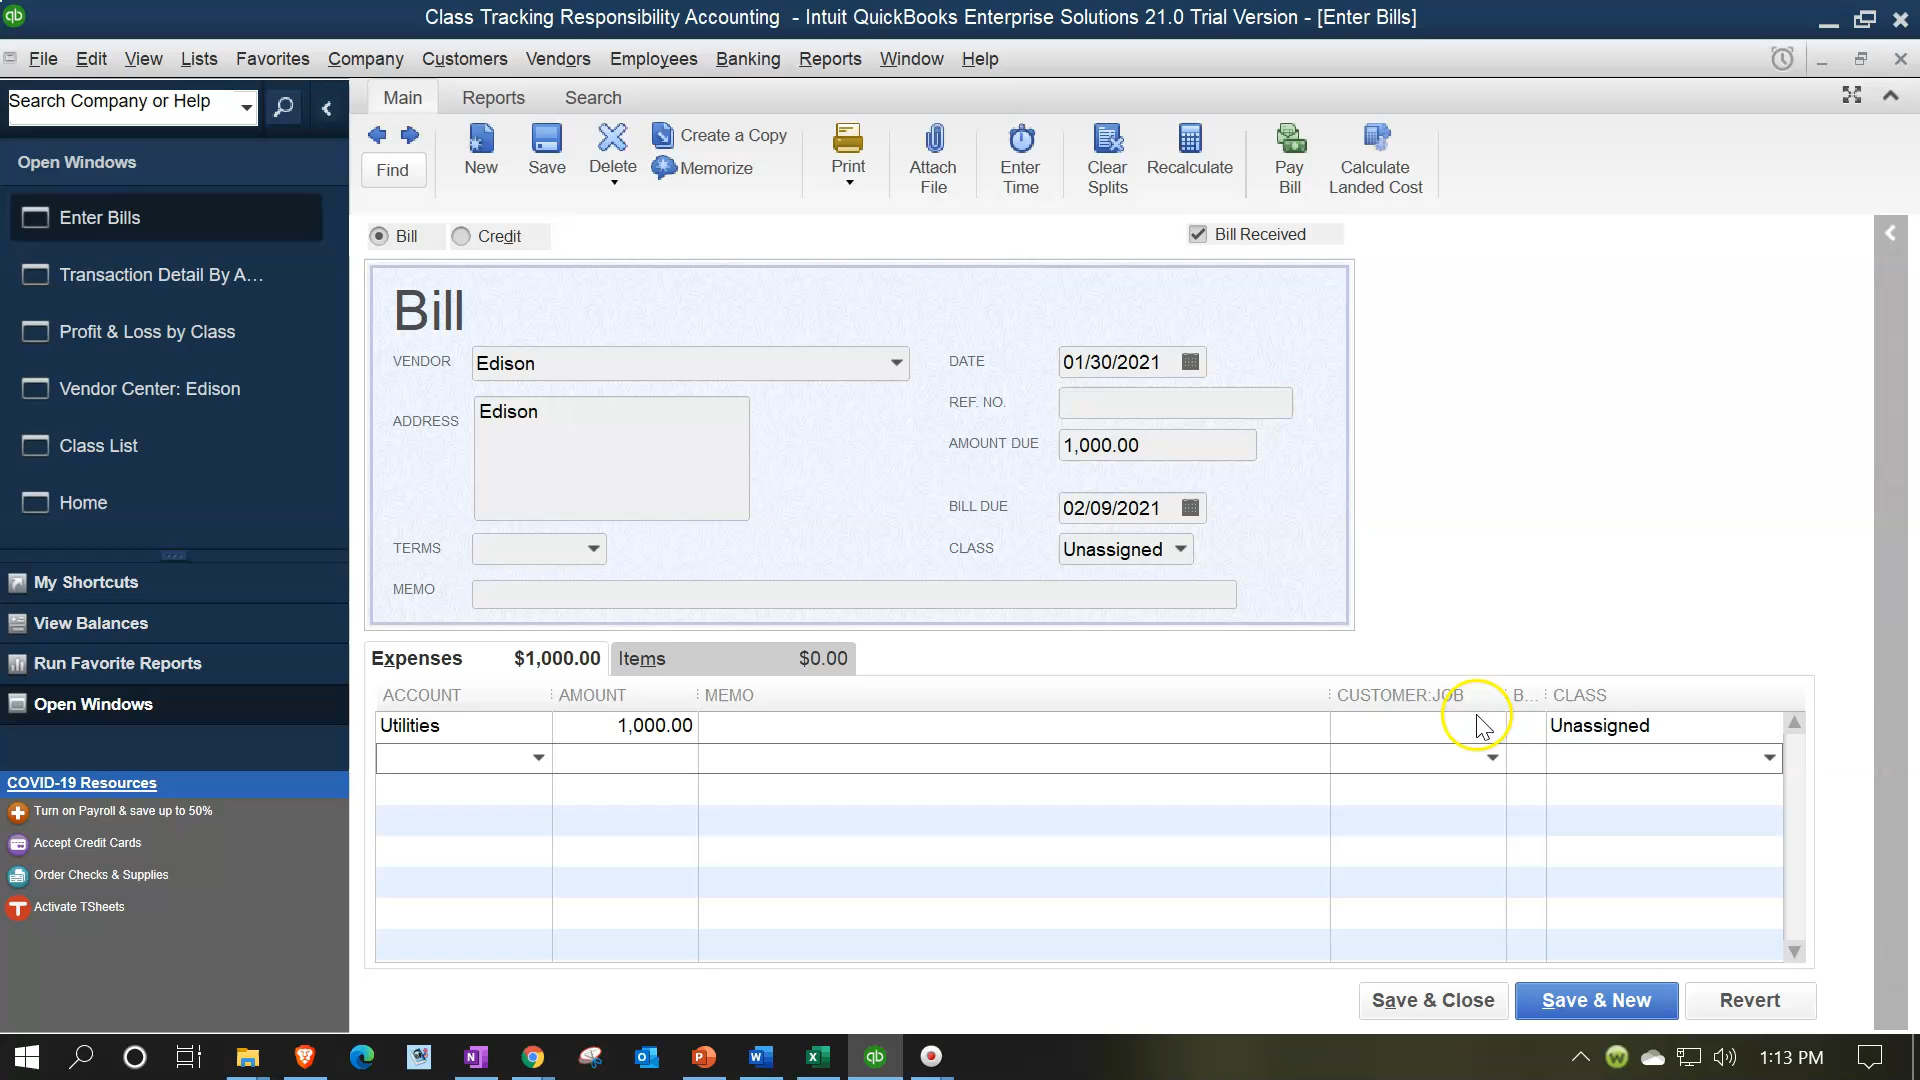 qb Class Tracking Responsibility Accounting - Intuit QuickBooks Enterprise Solutions 21.0 Trial Version - [Enter Bills]
File Edit View Lists Favorites Company Customers Vendors Employees Banking Reports Window Help
Search Company or Help
Main Reports Search
Find
New
Save
Delete
Create a Copy
Memorize
Print
Attach File
Enter Time
Clear Splits
Recalculate
Pay Bill
Calculate Landed Cost
Open Windows
Enter Bills
Transaction Detail By A...
Profit & Loss by Class
Vendor Center: Edison
Class List
Home
My Shortcuts
View Balances
Run Favorite Reports
Open Windows
COVID-19 Resources
Turn on Payroll & save up to 50%
Accept Credit Cards
Order Checks & Supplies
Activate TSheets
Bill Credit Bill Received
Bill
VENDOR Edison
DATE 01/30/2021
ADDRESS Edison
REF. NO.
AMOUNT DUE 1,000.00
BILL DUE 02/09/2021
TERMS
CLASS Unassigned
MEMO
Expenses $1,000.00 Items $0.00
ACCOUNT AMOUNT MEMO CUSTOMER:JOB B... CLASS
Utilities 1,000.00 Unassigned
Save & Close Save & New Revert
1:13 PM